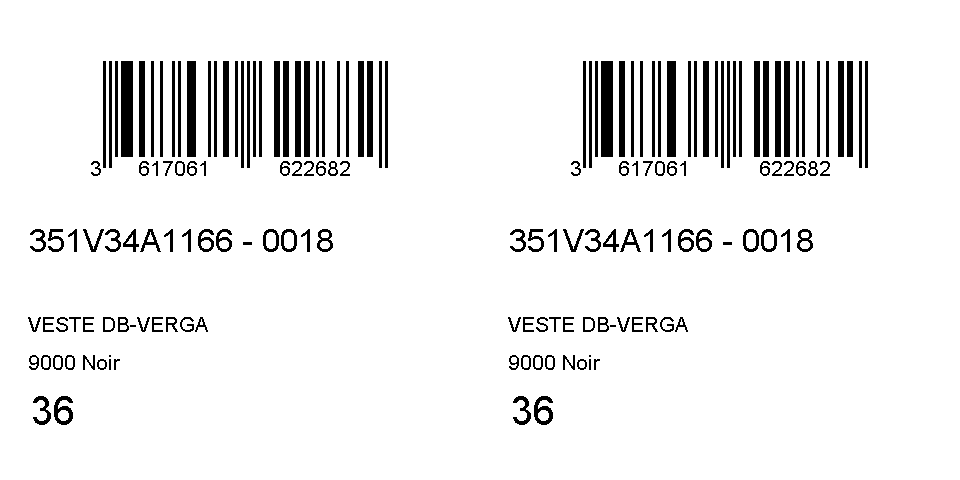 3 617061 622682 3 617061 622682
351V34A1166 - 0018 351V34A1166 - 0018
VESTE DB-VERGA VESTE DB-VERGA
9000 Noir 9000 Noir
36 36